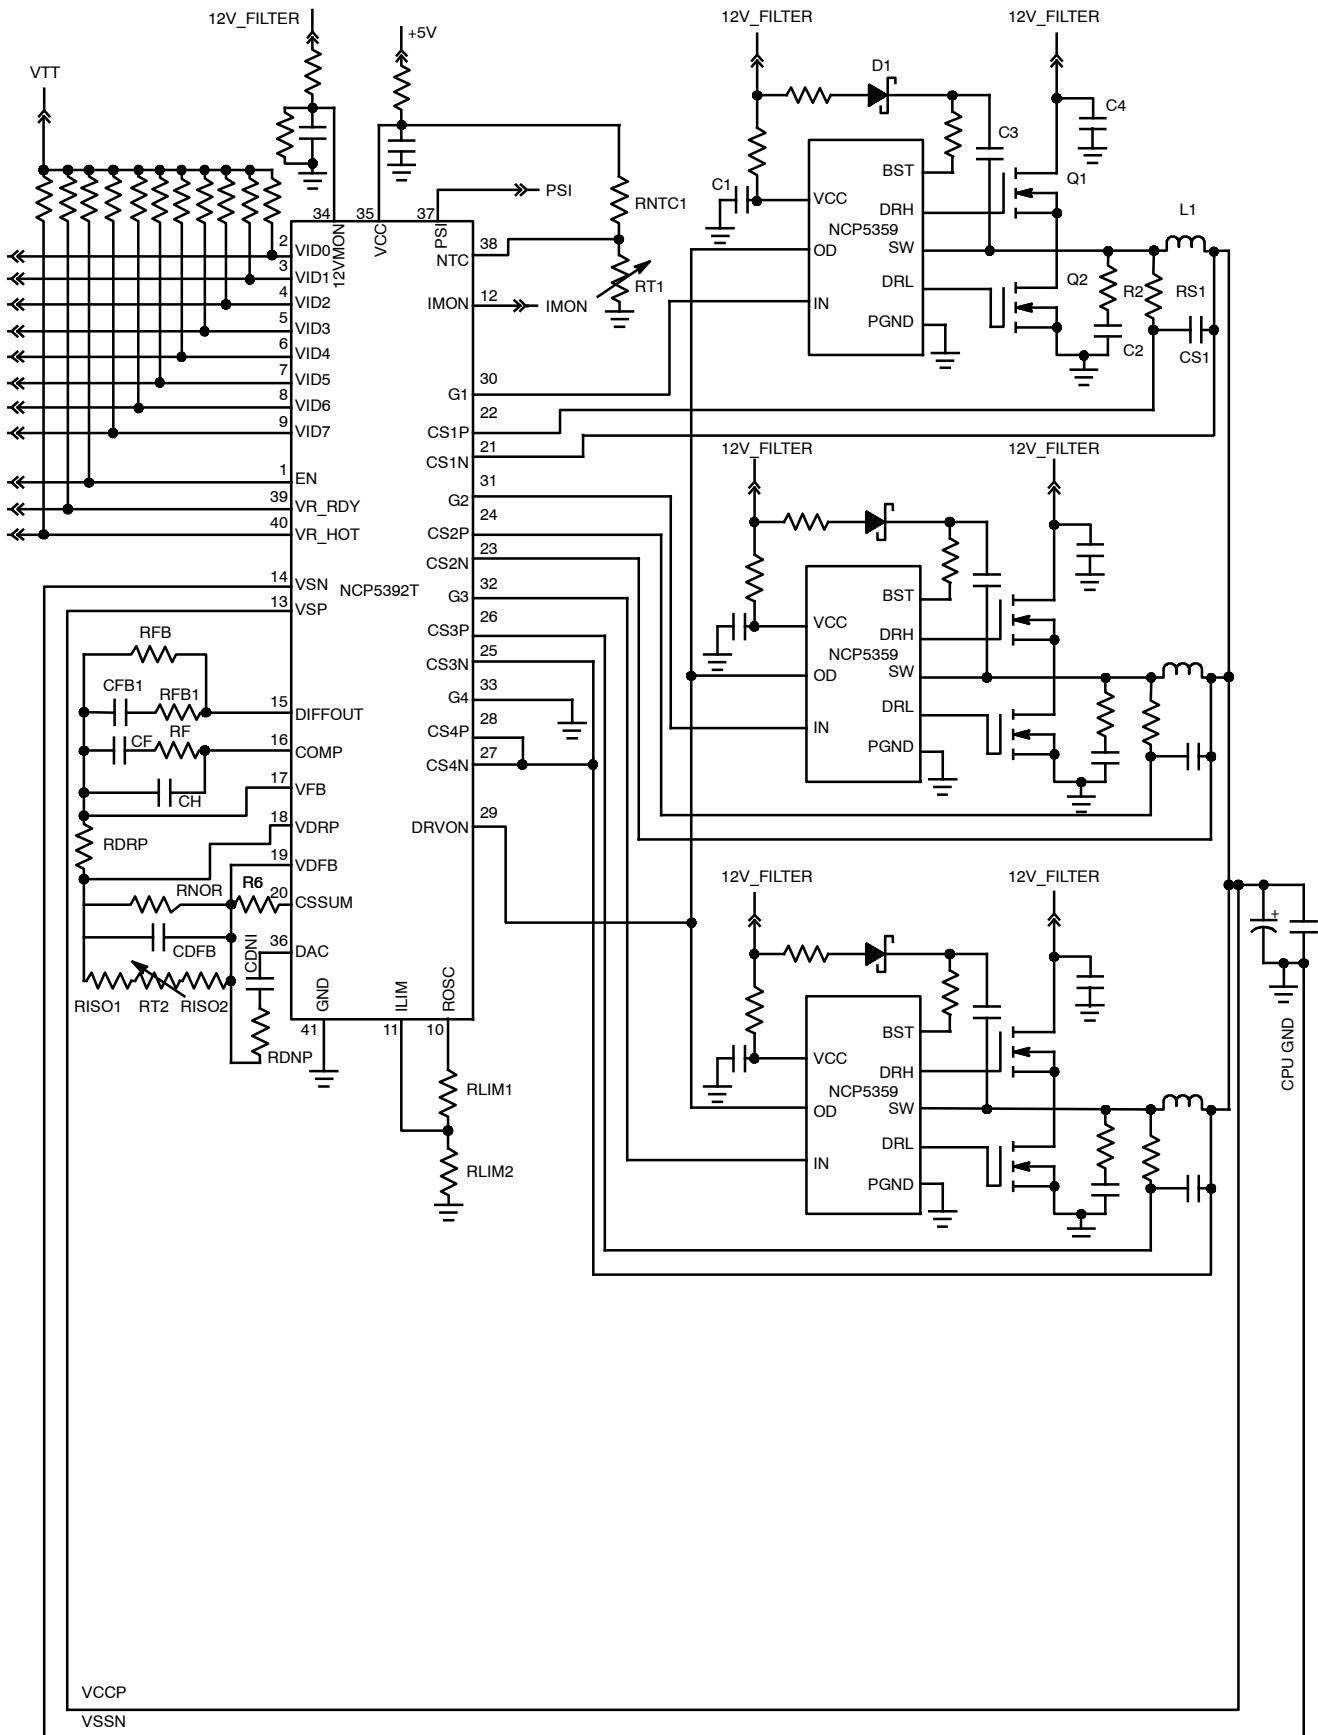 12V_FILTER
+5V
12V_FILTER
12V_FILTER
VTT
D1
C4
C3
BST
Q1
PSI
RNTC1
C1
VCC
DRH
NCP5359
L1
34
35
37
2
VID0
12VMON
VCC
PSI
38
NTC
OD
SW
3
VID1
RT1
DRL
Q2
R2
RS1
4
VID2
IMON
12
IMON
IN
5
VID3
PGND
C2
CS1
6
VID4
7
VID5
30
G1
8
VID6
22
9
VID7
CS1P
21
CS1N
12V_FILTER
12V_FILTER
1
EN
31
G2
39
VR_RDY
24
40
VR_HOT
CS2P
23
CS2N
14
VSN
NCP5392T
32
G3
BST
13
VSP
26
CS3P
VCC
DRH
RFB
25
CS3N
NCP5359
OD
SW
CFB1
RFB1
33
G4
DRL
15
DIFFOUT
28
CS4P
IN
CF
RF
16
COMP
27
CS4N
PGND
17
VFB
CH
18
VDRP
29
DRVON
RDRP
19
VDFB
RNOR
R6
20
CSSUM
12V_FILTER
12V_FILTER
+
CDFB
36
DAC
CDNI
RISO1
RT2
RISO2
GND
ILIM
ROSC
41
11
10
BST
RDNP
VCC
DRH
NCP5359
CPU GND
RLIM1
OD
SW
DRL
RLIM2
IN
PGND
VCCP
VSSN